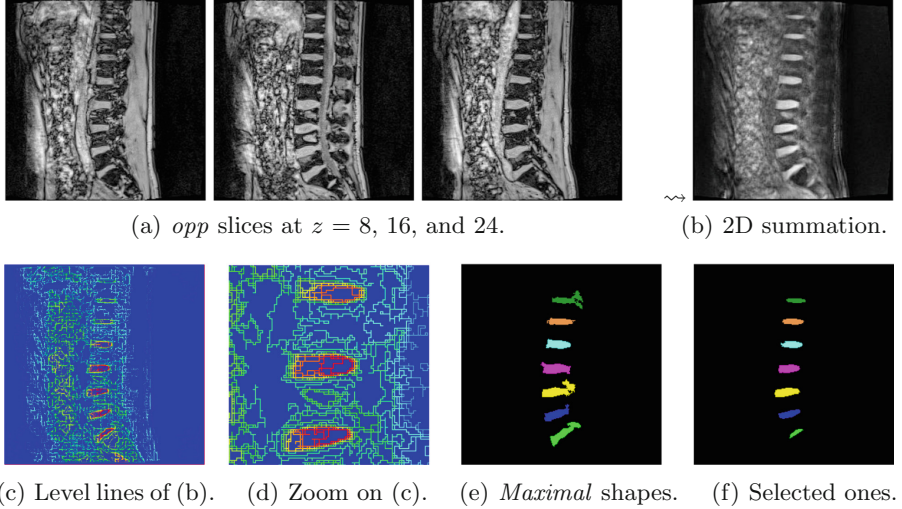 (a) opp slices at z = 8, 16, and 24.
⤳
(b) 2D summation.
(c) Level lines of (b).
(d) Zoom on (c).
(e) Maximal shapes.
(f) Selected ones.